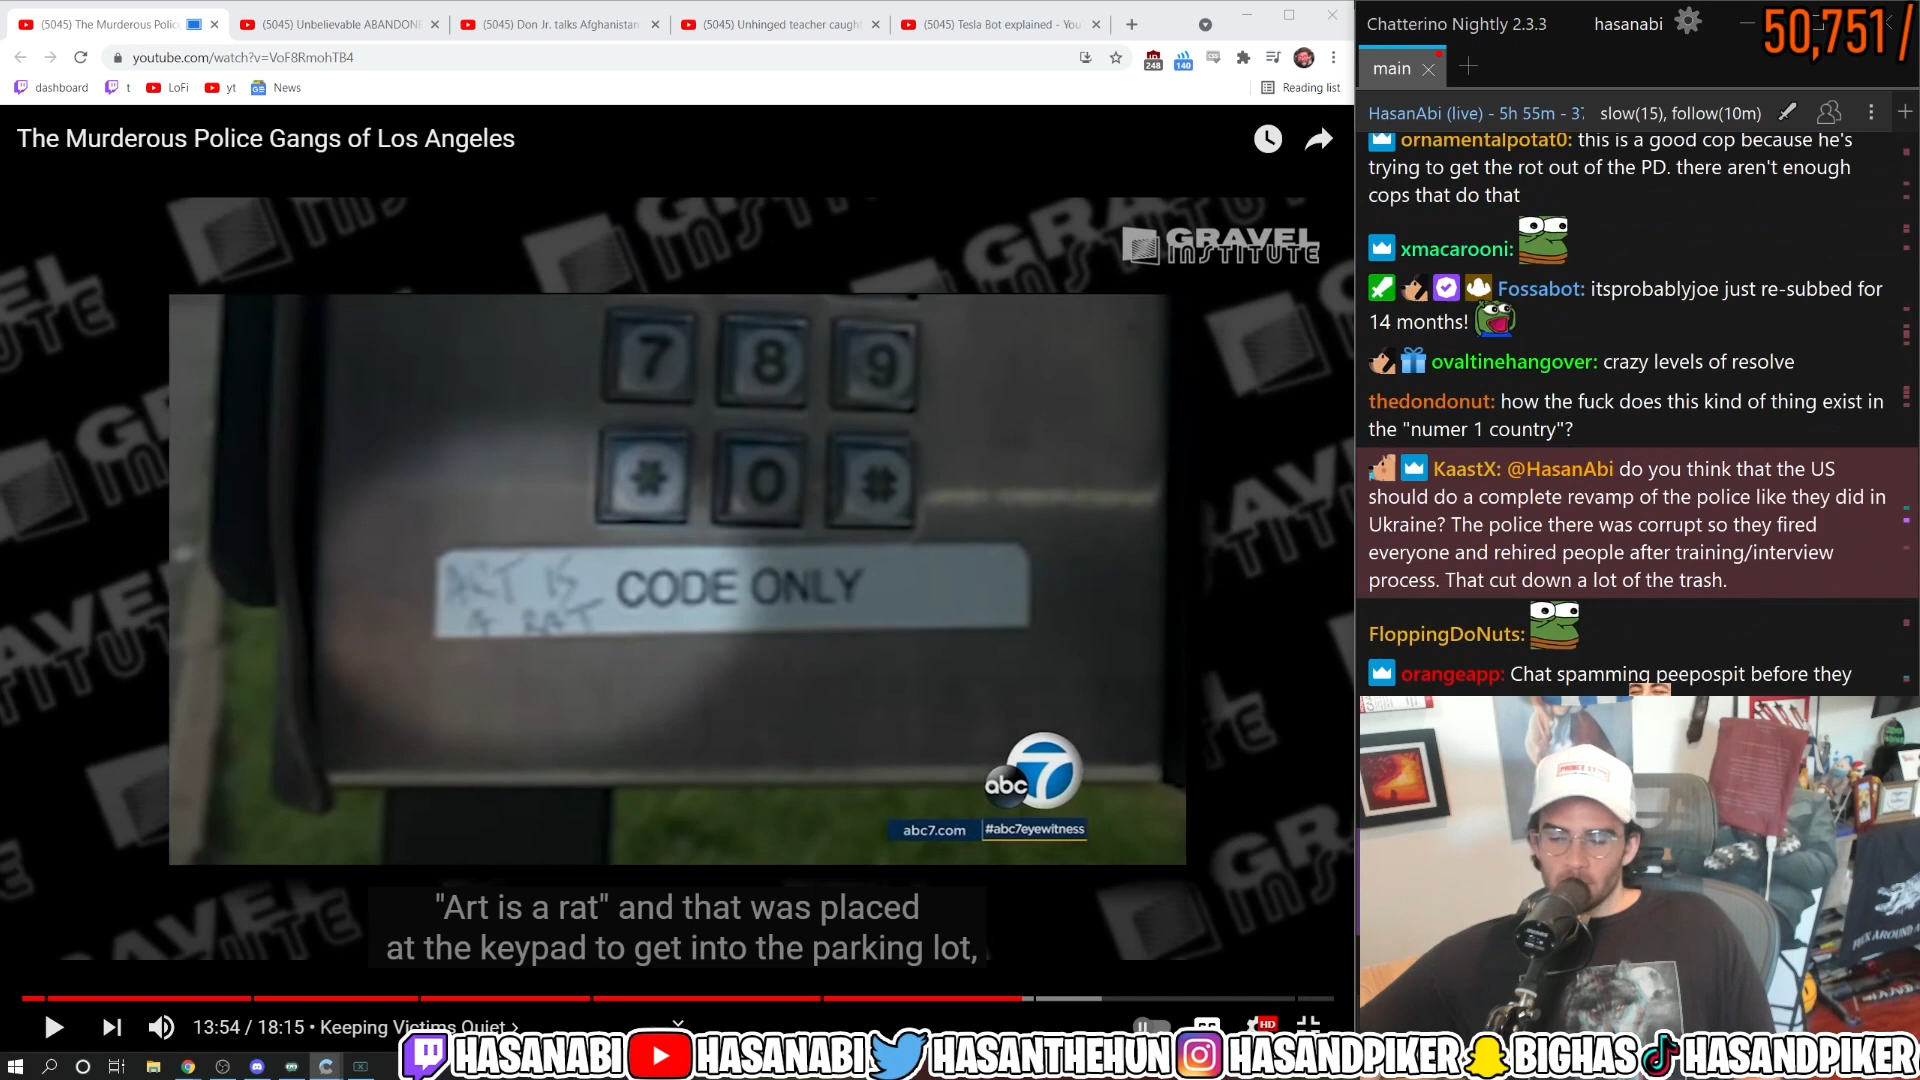 (5045) The Murderous Polic
(5045) Unbelievable ABANDONE
(5045) Don Jr. talks Afghanistan
(5045) Unhinged teacher caught
(5045) Tesla Bot explained - You
youtube.com/watch?v=VoF8RmohTB4
248
140
dashboard
t
LoFi
yt
News
Reading list
The Murderous Police Gangs of Los Angeles
GRAVEL
INSTITUTE
7 8 9
* 0 #
ART IS
A RAT
CODE ONLY
abc 7
abc7.com #abc7eyewitness
"Art is a rat" and that was placed
at the keypad to get into the parking lot,
13:54 / 18:15 • Keeping Victims Quiet >
HD
Chatterino Nightly 2.3.3
hasanabi
50,751 /
main
HasanAbi (live) - 5h 55m - 3
slow(15), follow(10m)
ornamentalpotat0: this is a good cop because he's
trying to get the rot out of the PD. there aren't enough
cops that do that
xmacarooni:
Fossabot: itsprobablyjoe just re-subbed for
14 months!
ovaltinehangover: crazy levels of resolve
thedondonut: how the fuck does this kind of thing exist in
the "numer 1 country"?
KaastX: @HasanAbi do you think that the US
should do a complete revamp of the police like they did in
Ukraine? The police there was corrupt so they fired
everyone and rehired people after training/interview
process. That cut down a lot of the trash.
FloppingDoNuts:
orangeapp: Chat spamming peepospit before they
HASANABI HASANABI HASANTHEHUN HASANDPIKER BIGHAS HASANDPIKER